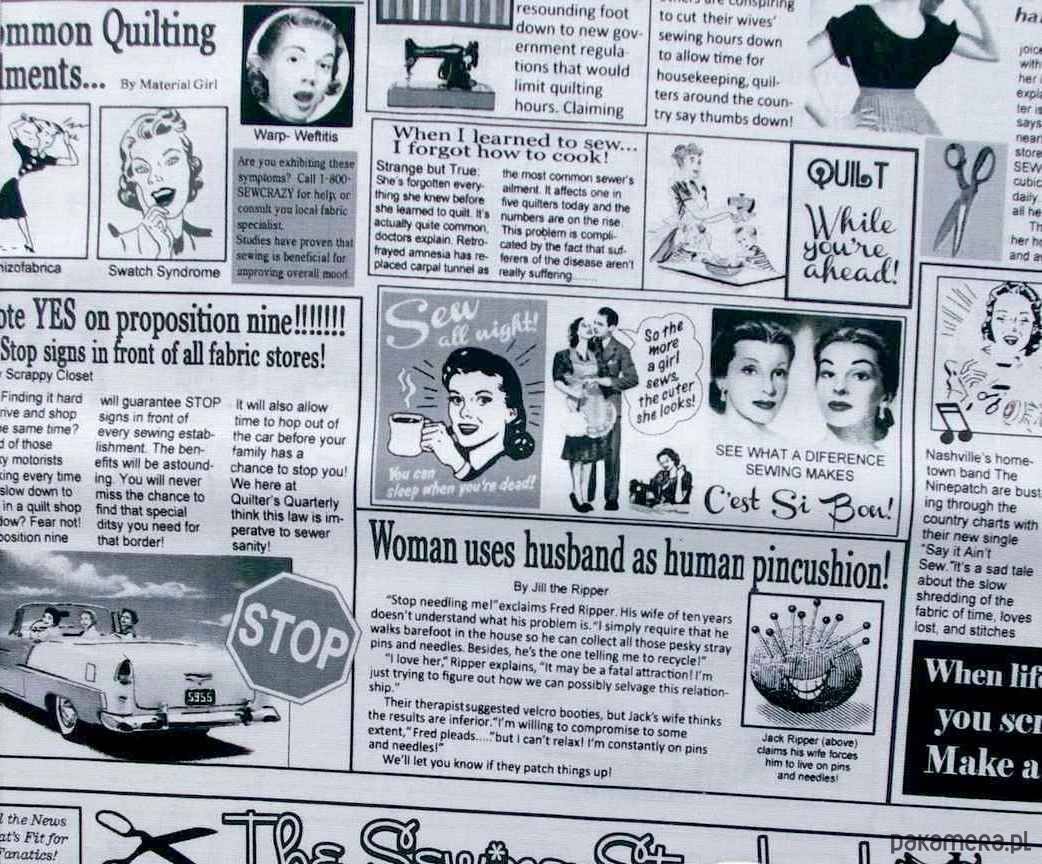 mmon Quilting
lments...
By Material Girl
Warp- Weftitis
Are you exhibiting these
symptoms? Call 1-800-
SEWCRAZY for help, or
consult you local fabric
specialist.
Studies have proven that
sewing is beneficial for
improving overall mood.
hizofabrica
Swatch Syndrome
resounding foot
down to new gov-
ernment regula-
tions that would
limit quilting
hours. Claiming
to cut their wives'
sewing hours down
to allow time for
housekeeping, quil-
ters around the coun-
try say thumbs down!
When I learned to sew...
I forgot how to cook!
Strange but True:
She's forgotten every-
thing she knew before
she learned to quilt. It's
actually quite common,
doctors explain. Retro-
frayed amnesia has re-
placed carpal tunnel as
the most common sewer's
ailment. It affects one in
five quilters today and the
numbers are on the rise.
This problem is compli-
cated by the fact that suf-
ferers of the disease aren't
really suffering........
QUILT
While
you're
ahead!
ote YES on proposition nine!!!!!!!
Stop signs in front of all fabric stores!
Scrappy Closet
Finding it hard
rive and shop
e same time?
d of those
y motorists
king every time
slow down to
in a quilt shop
dow? Fear not!
position nine
will guarantee STOP
signs in front of
every sewing estab-
lishment. The ben-
efits will be astound-
ing. You will never
miss the chance to
find that special
ditsy you need for
that border!
It will also allow
time to hop out of
the car before your
family has a
chance to stop you!
We here at
Quilter's Quarterly
think this law is im-
peratve to sewer
sanity!
STOP
5955
Sew
all night!
You can
sleep when you're dead!
So the
more
a girl
sews,
the cuter
she looks!
SEE WHAT A DIFERENCE
SEWING MAKES
C'est Si Bon!
Woman uses husband as human pincushion!
By Jill the Ripper
"Stop needling me!" exclaims Fred Ripper. His wife of ten years
doesn't understand what his problem is. "I simply require that he
walks barefoot in the house so he can collect all those pesky stray
pins and needles. Besides, he's the one telling me to recycle!"
"I love her," Ripper explains, "It may be a fatal attraction! I'm
just trying to figure out how we can possibly selvage this relation-
ship."
Their therapist suggested velcro booties, but Jack's wife thinks
the results are inferior. "I'm willing to compromise to some
extent," Fred pleads....."but I can't relax! I'm constantly on pins
and needles!"
We'll let you know if they patch things up!
Jack Ripper (above)
claims his wife forces
him to live on pins
and needles!
Nashville's home-
town band The
Ninepatch are bust
ing through the
country charts with
their new single
"Say it Ain't
Sew." It's a sad tale
about the slow
shredding of the
fabric of time, loves
lost, and stitches
When life
you scr
Make a
the News
at's Fit for
Fanatics!
The Sewing
pakamera.pl